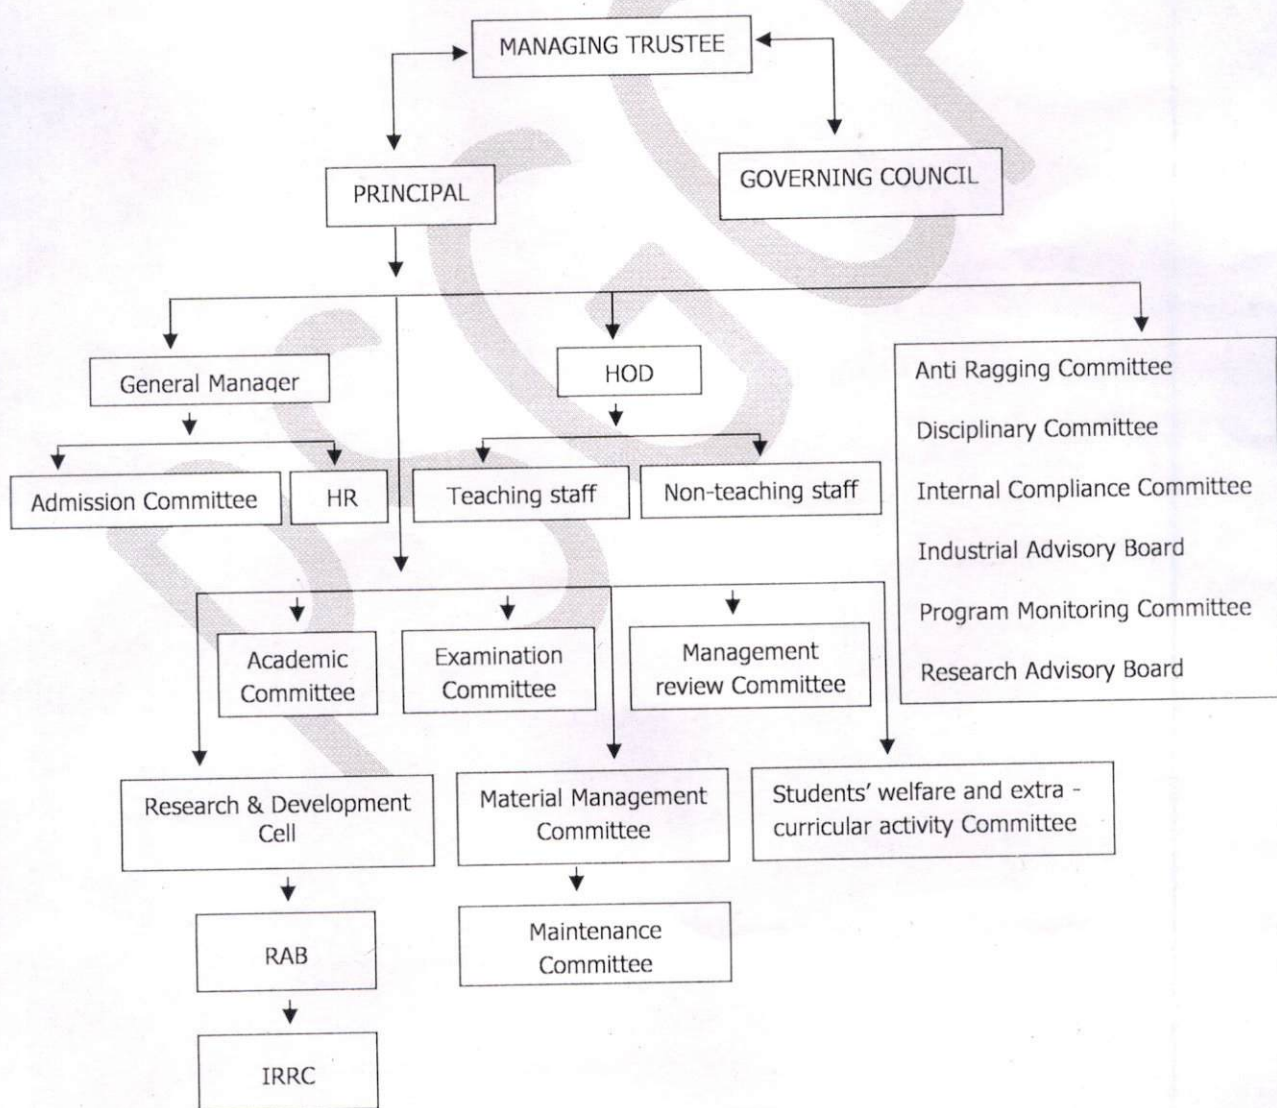 MANAGING TRUSTEE
PRINCIPAL
GOVERNING COUNCIL
General Manager
HOD
Anti Ragging Committee
Disciplinary Committee
Internal Compliance Committee
Industrial Advisory Board
Program Monitoring Committee
Research Advisory Board
Admission Committee
HR
Teaching staff
Non-teaching staff
Academic
Committee
Examination
Committee
Management
review Committee
Research & Development
Cell
Material Management
Committee
Students' welfare and extra -
curricular activity Committee
RAB
Maintenance
Committee
IRRC